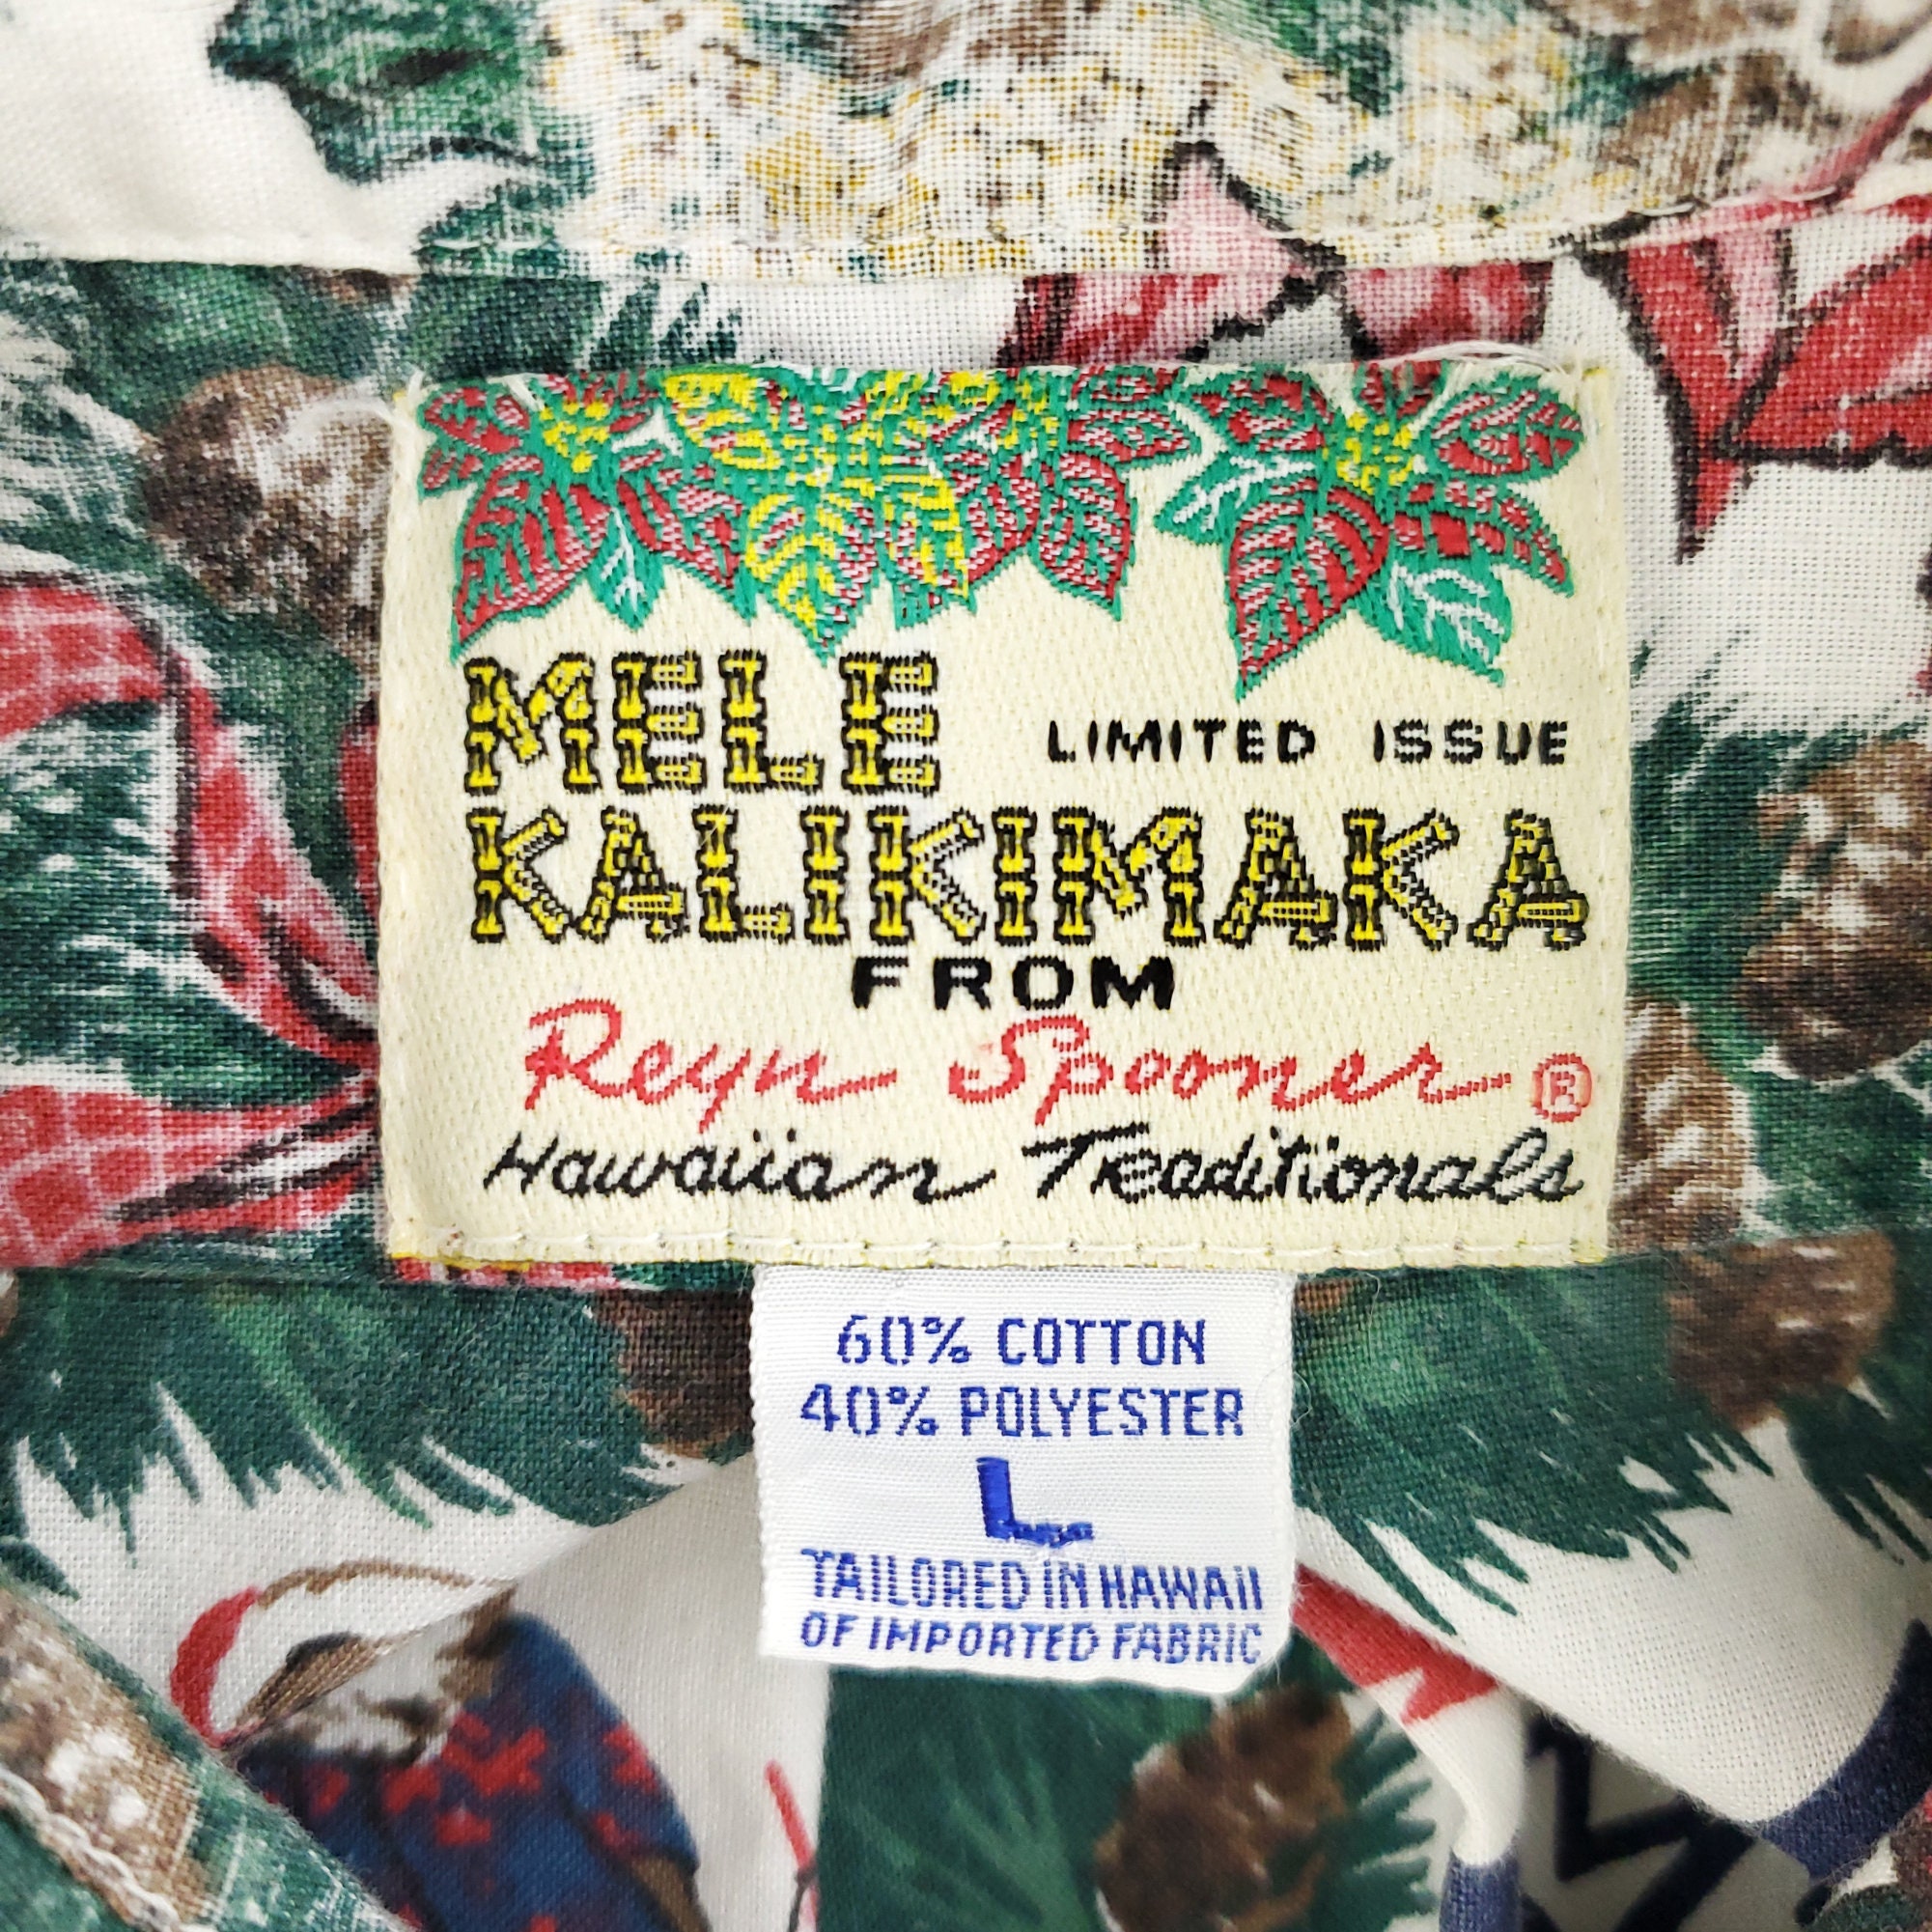 MELE
LIMITED ISSUE
KALIKIMAKA
FROM
Reyn Spooner ®
Hawaiian Traditionals
60% COTTON
40% POLYESTER
L
TAILORED IN HAWAII
OF IMPORTED FABRIC